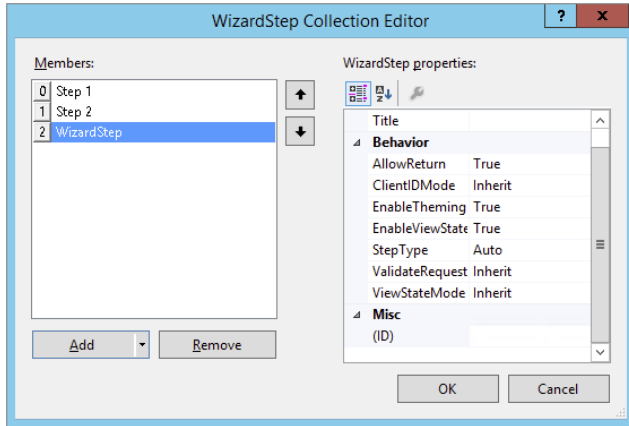 WizardStep Collection Editor
? x
Members:
0 Step 1
1 Step 2
2 WizardStep
Add
Remove
WizardStep properties:
Title
Behavior
AllowReturn True
ClientIDMode Inherit
EnableTheming True
EnableViewState True
StepType Auto
ValidateRequest Inherit
ViewStateMode Inherit
Misc
(ID)
OK
Cancel